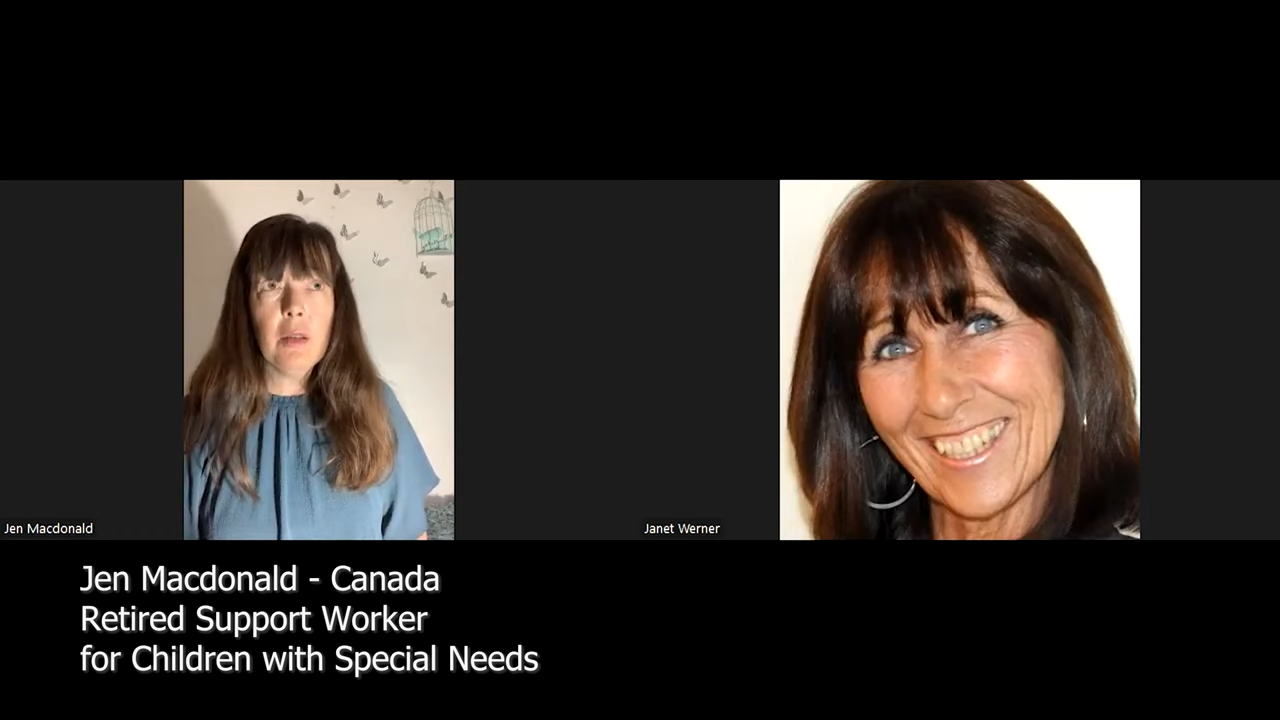 Jen Macdonald
Janet Werner
Jen Macdonald - Canada
Retired Support Worker
for Children with Special Needs